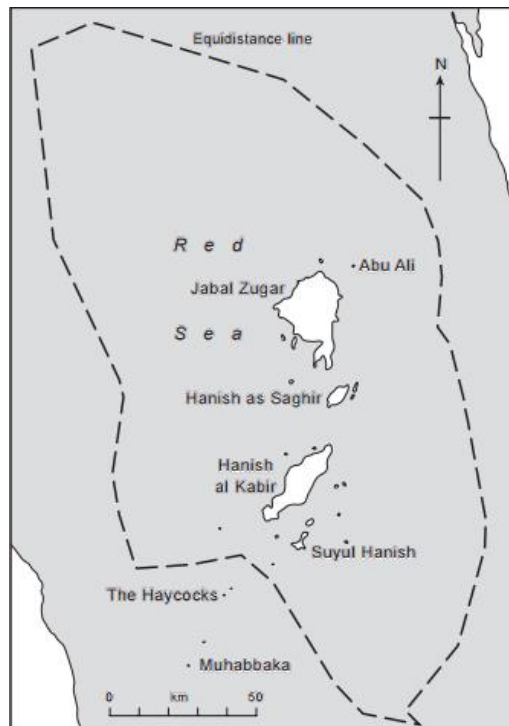 Equidistance line
N
R e d
Abu Ali
Jabal Zugar
S e a
Hanish as Saghir
Hanish
al Kabir
Suyul Hanish
The Haycocks
Muhabbaka
0 km 50